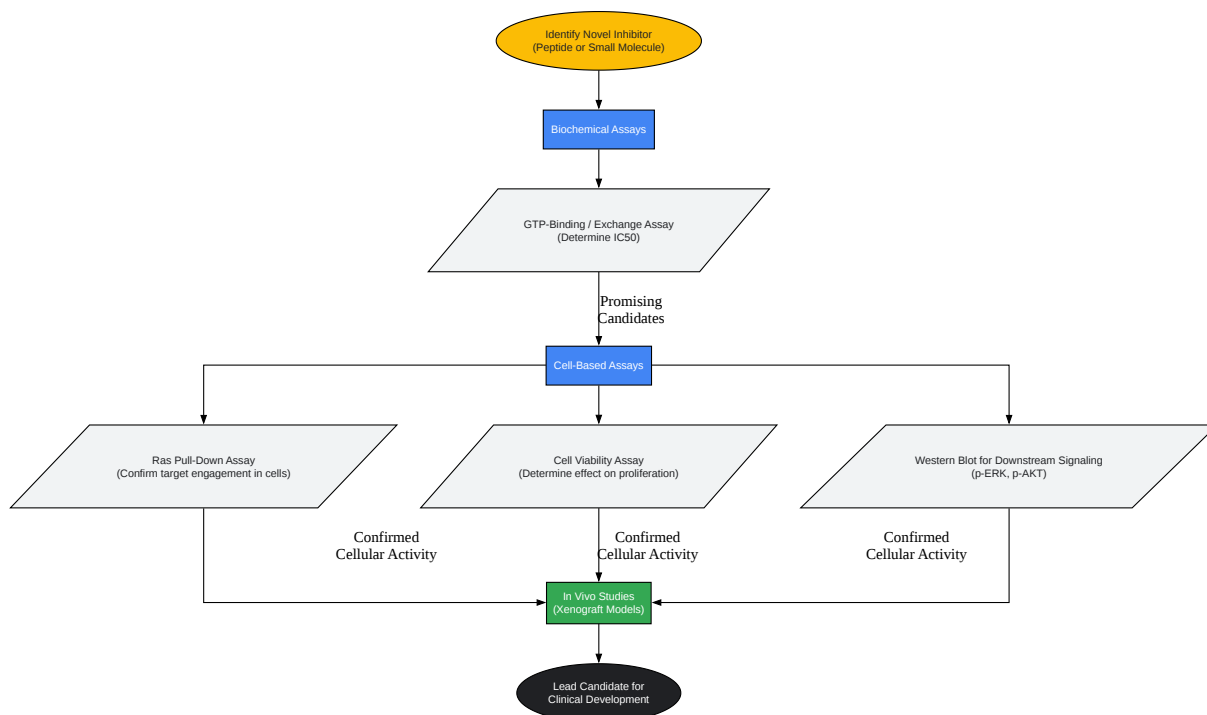 Identify Novel Inhibitor
(Peptide or Small Molecule)
Biochemical Assays
GTP-Binding / Exchange Assay
(Determine IC50)
Promising
Candidates
Cell-Based Assays
Ras Pull-Down Assay
(Confirm target engagement in cells)
Cell Viability Assay
(Determine effect on proliferation)
Western Blot for Downstream Signaling
(p-ERK, p-AKT)
Confirmed
Cellular Activity
Confirmed
Cellular Activity
Confirmed
Cellular Activity
In Vivo Studies
(Xenograft Models)
Lead Candidate for
Clinical Development